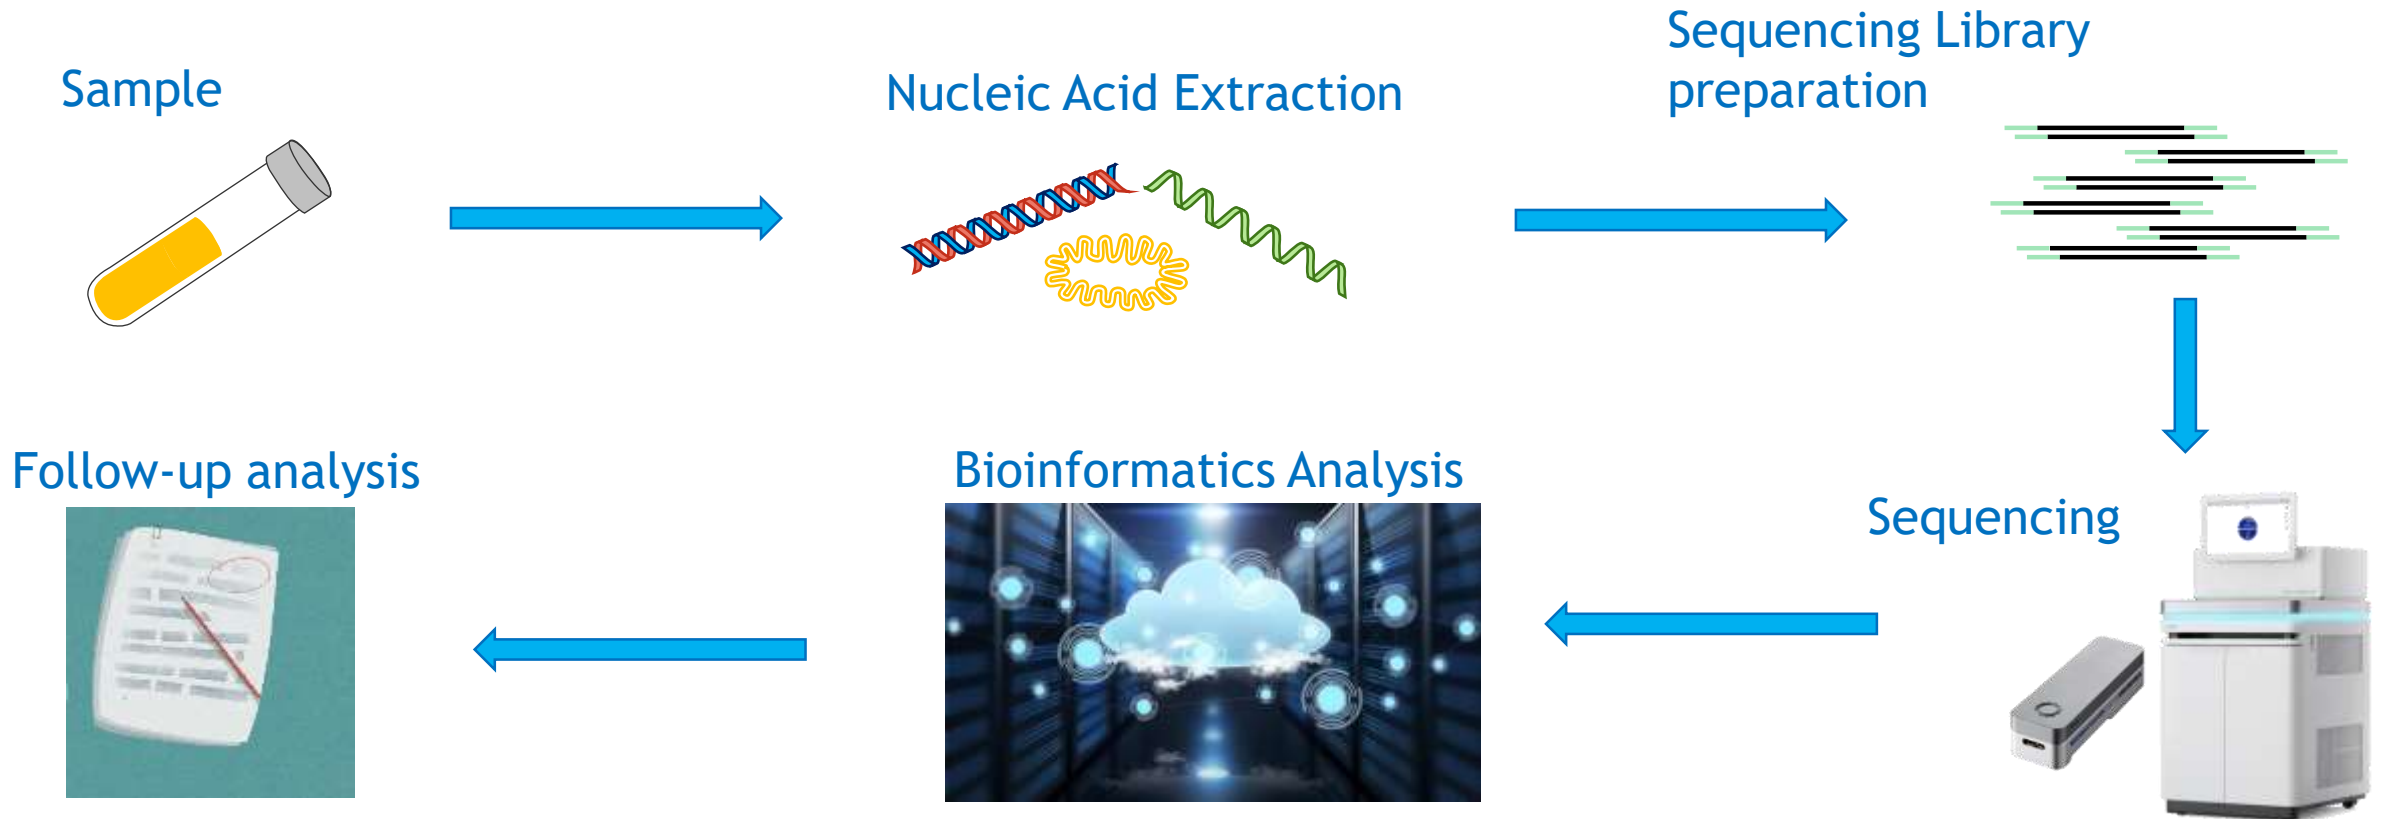 Sample
Nucleic Acid Extraction
Sequencing Library
preparation
Sequencing
Bioinformatics Analysis
Follow-up analysis